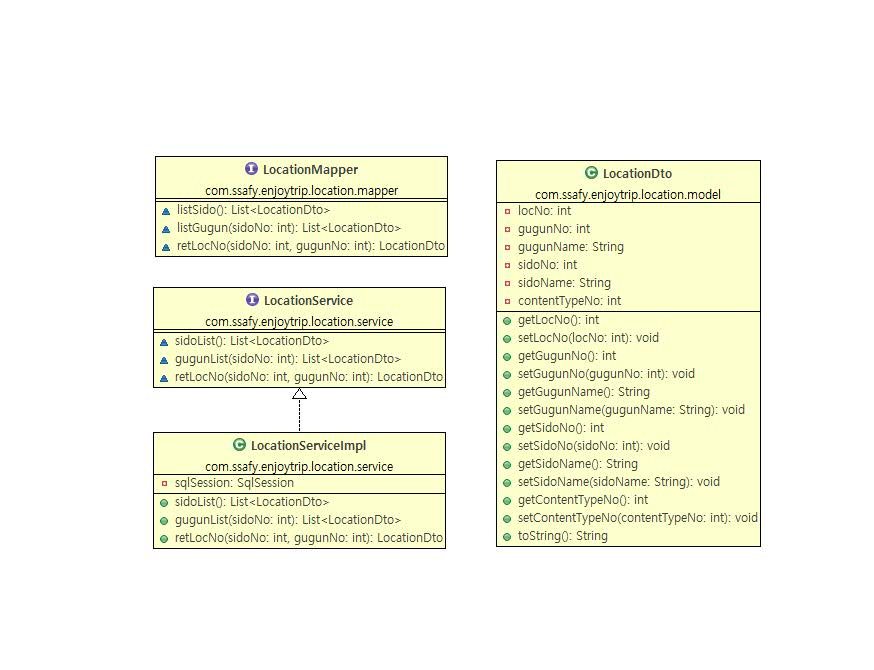 LocationMapper
com.ssafy.enjoytrip.location.mapper
listSido(): List<LocationDto>
listGugun(sidoNo: int): List<LocationDto>
retLocNo(sidoNo: int, gugunNo: int): LocationDto
LocationService
com.ssafy.enjoytrip.location.service
sidoList(): List<LocationDto>
gugunList(sidoNo: int): List<LocationDto>
retLocNo(sidoNo: int, gugunNo: int): LocationDto
LocationServiceImpl
com.ssafy.enjoytrip.location.service
sqlSession: SqlSession
sidoList(): List<LocationDto>
gugunList(sidoNo: int): List<LocationDto>
retLocNo(sidoNo: int, gugunNo: int): LocationDto
LocationDto
com.ssafy.enjoytrip.location.model
locNo: int
gugunNo: int
gugunName: String
sidoNo: int
sidoName: String
contentTypeNo: int
getLocNo(): int
setLocNo(locNo: int): void
getGugunNo(): int
setGugunNo(gugunNo: int): void
getGugunName(): String
setGugunName(gugunName: String): void
getSidoNo(): int
setSidoNo(sidoNo: int): void
getSidoName(): String
setSidoName(sidoName: String): void
getContentTypeNo(): int
setContentTypeNo(contentTypeNo: int): void
toString(): String